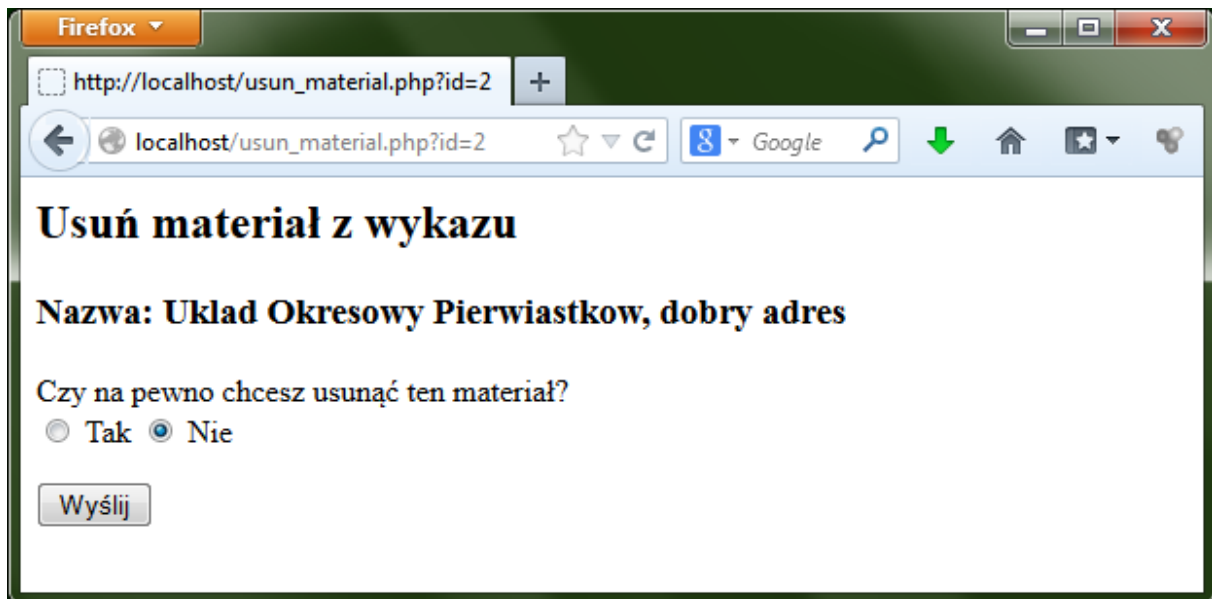 Firefox
http://localhost/usun_material.php?id=2
localhost/usun_material.php?id=2
Google
Usuń materiał z wykazu
Nazwa: Uklad Okresowy Pierwiastkow, dobry adres
Czy na pewno chcesz usunąć ten materiał?
Tak Nie
Wyślij